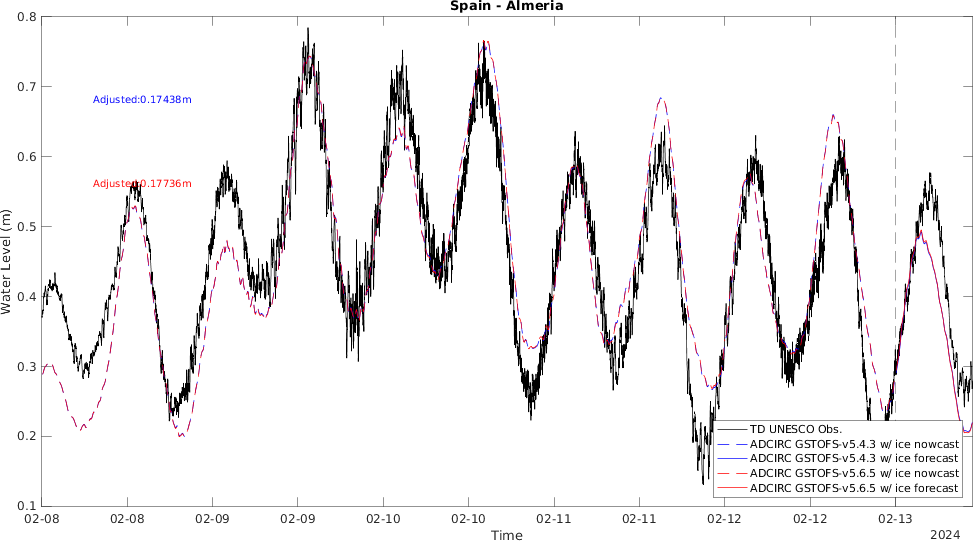 Spain - Almeria
0.8
0.7
0.6
0.5
0.4
0.3
0.2
0.1
Water Level (m)
Adjusted:0.17438m
Adjusted:0.17736m
TD UNESCO Obs.
ADCIRC GSTOFS-v5.4.3 w/ ice nowcast
ADCIRC GSTOFS-v5.4.3 w/ ice forecast
ADCIRC GSTOFS-v5.6.5 w/ ice nowcast
ADCIRC GSTOFS-v5.6.5 w/ ice forecast
02-08 02-08 02-09 02-09 02-10 02-10 02-11 02-11 02-12 02-12 02-13
Time
2024